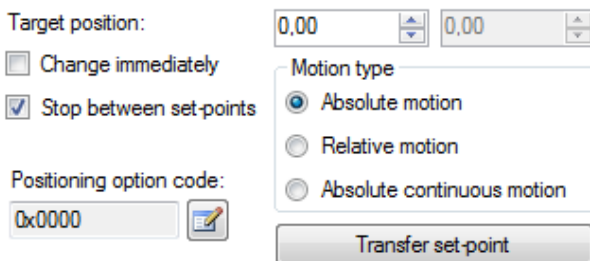 Target position: 0,00 0,00
Change immediately
Stop between set-points
Motion type
Absolute motion
Relative motion
Absolute continuous motion
Positioning option code:
0x0000
Transfer set-point